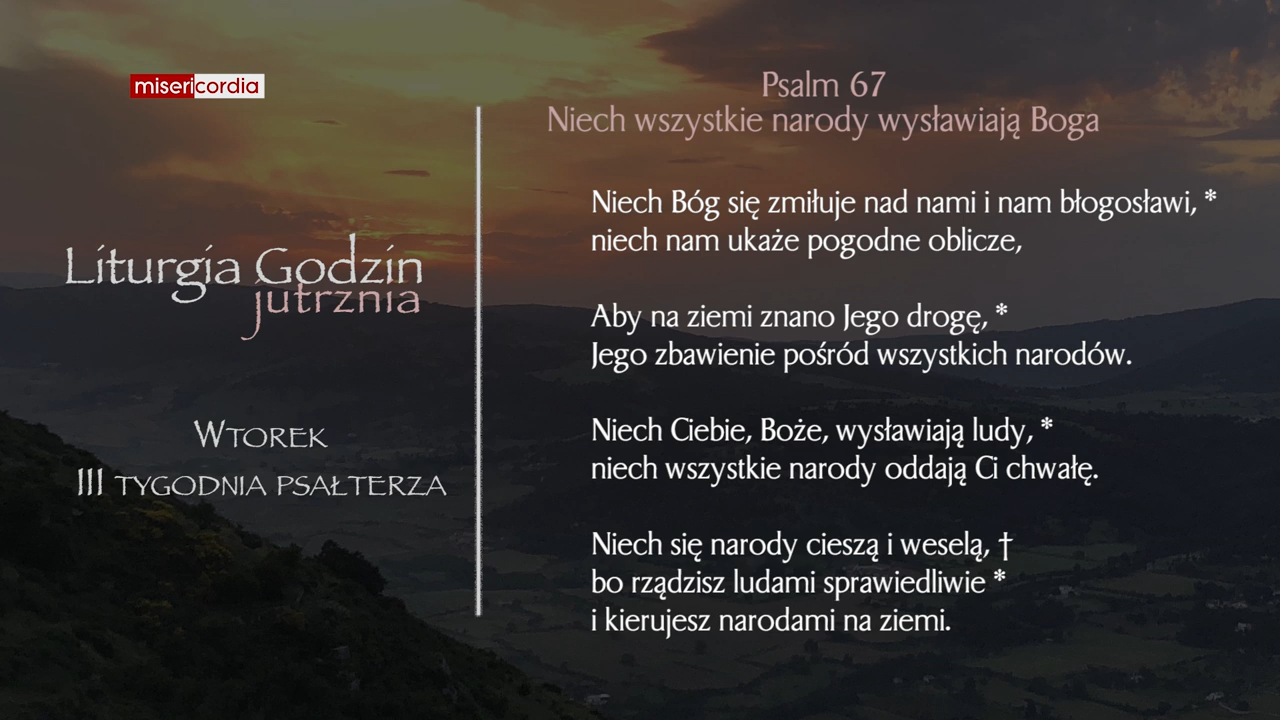 misericordia
Liturgia Godzin
jutrznia
Wtorek
III tygodnia psałterza
Psalm 67
Niech wszystkie narody wysławiają Boga
Niech Bóg się zmiłuje nad nami i nam błogosławi, *
niech nam ukaże pogodne oblicze,
Aby na ziemi znano Jego drogę, *
Jego zbawienie pośród wszystkich narodów.
Niech Ciebie, Boże, wysławiają ludy, *
niech wszystkie narody oddają Ci chwałę.
Niech się narody cieszą i weselą, †
bo rządzisz ludami sprawiedliwie *
i kierujesz narodami na ziemi.